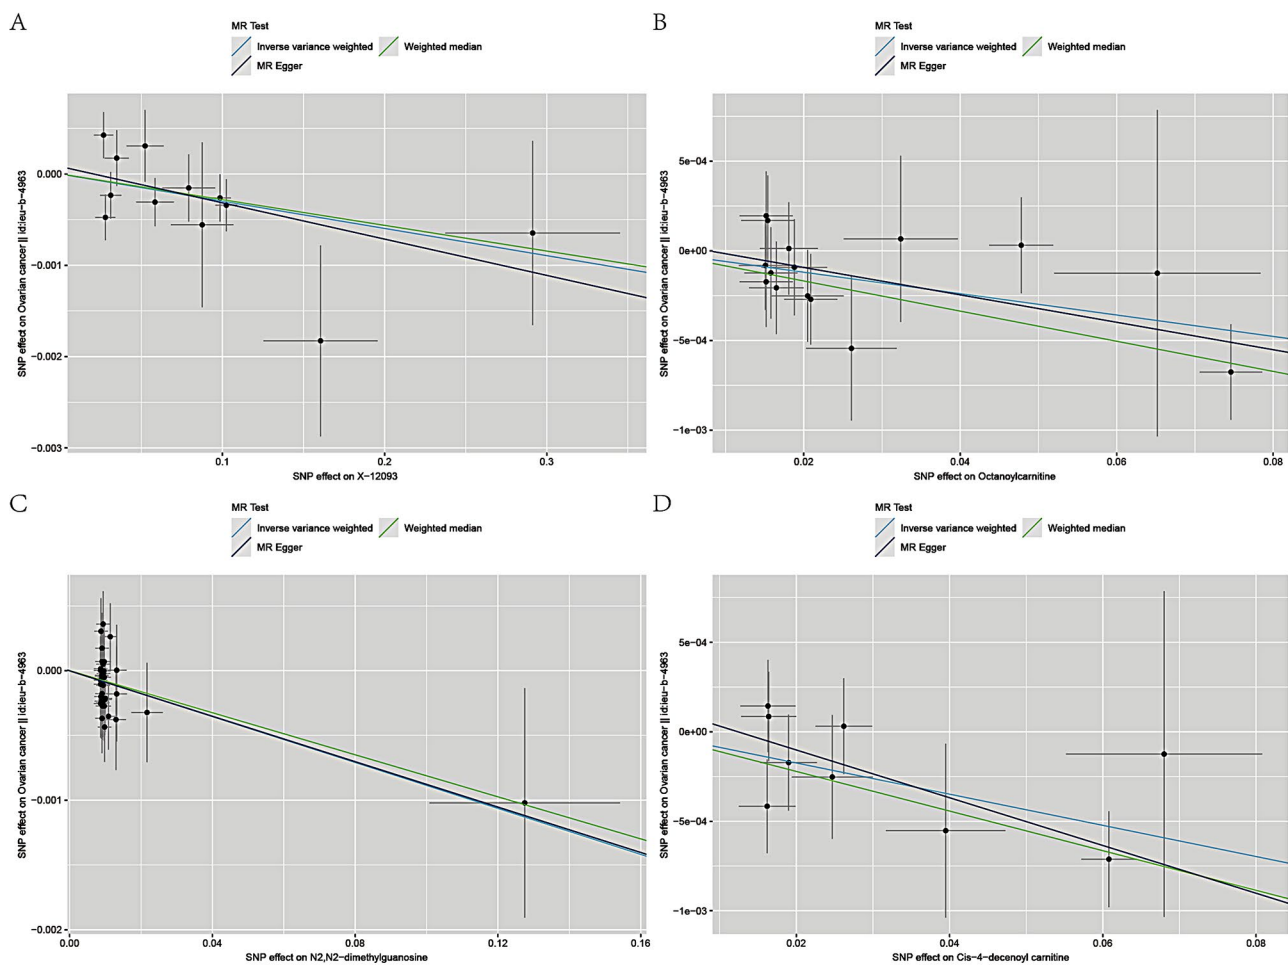 A
MR Test
Inverse variance weighted
Weighted median
MR Egger
SNP effect on Ovarian cancer || id:ieu-b-4963
0.000
−0.001
−0.002
−0.003
0.1
0.2
0.3
SNP effect on X−12093
B
MR Test
Inverse variance weighted
Weighted median
MR Egger
SNP effect on Ovarian cancer || id:ieu-b-4963
5e−04
0e+00
−5e−04
−1e−03
0.02
0.04
0.06
0.08
SNP effect on Octanoylcarnitine
C
MR Test
Inverse variance weighted
Weighted median
MR Egger
SNP effect on Ovarian cancer || id:ieu-b-4963
0.000
−0.001
−0.002
0.00
0.04
0.08
0.12
0.16
SNP effect on N2,N2−dimethylguanosine
D
MR Test
Inverse variance weighted
Weighted median
MR Egger
SNP effect on Ovarian cancer || id:ieu-b-4963
5e−04
0e+00
−5e−04
−1e−03
0.02
0.04
0.06
0.08
SNP effect on Cis−4−decenoyl carnitine